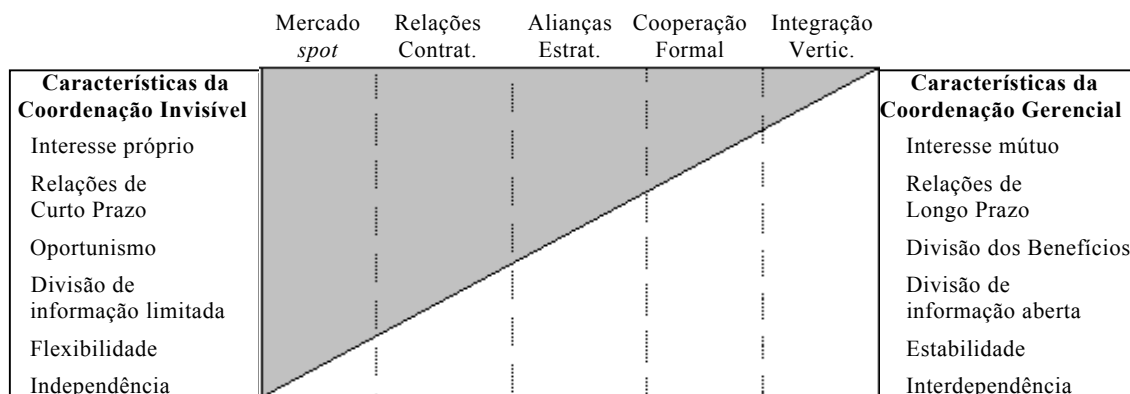 Mercado Relações Alianças Cooperação Integração
spot Contrat. Estrat. Formal Vertic.
Características da
Coordenação Invisível
Interesse próprio
Relações de
Curto Prazo
Oportunismo
Divisão de
informação limitada
Flexibilidade
Independência
Características da
Coordenação Gerencial
Interesse mútuo
Relações de
Longo Prazo
Divisão dos Benefícios
Divisão de
informação aberta
Estabilidade
Interdependência